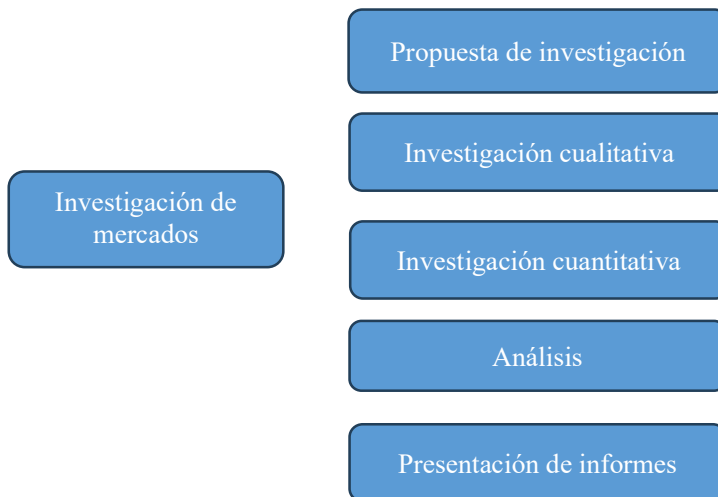 Investigación de
mercados
Propuesta de investigación
Investigación cualitativa
Investigación cuantitativa
Análisis
Presentación de informes